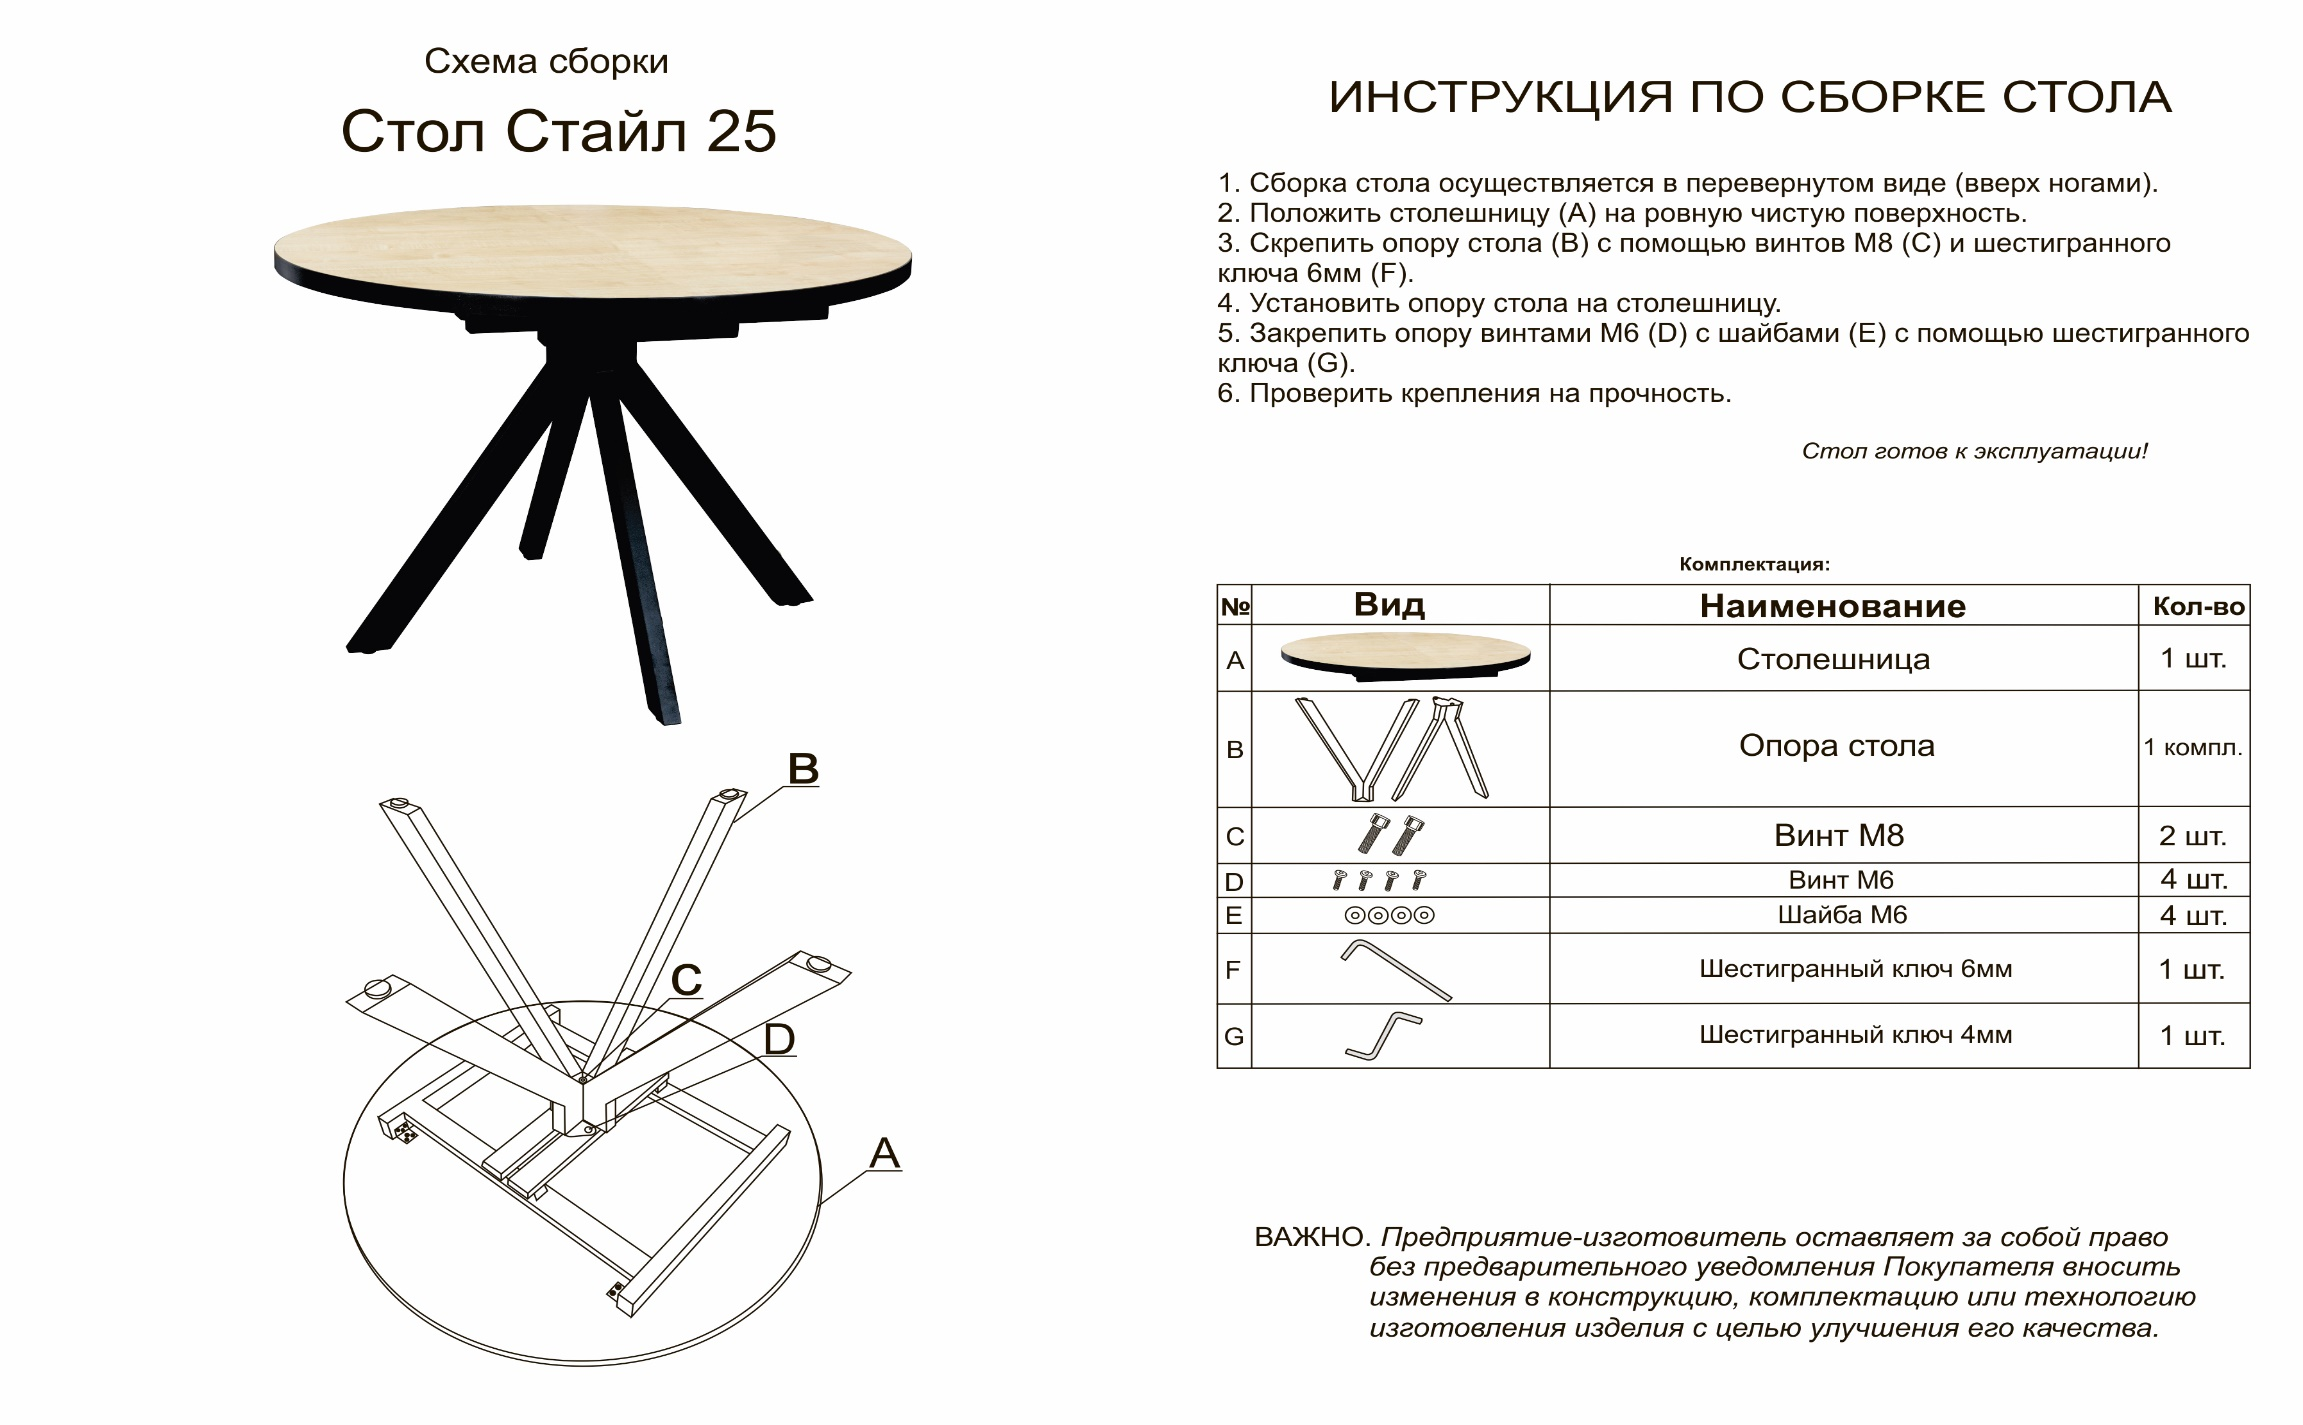 Схема сборки
Стол Стайл 25
B
C
D
A
ИНСТРУКЦИЯ ПО СБОРКЕ СТОЛА
1. Сборка стола осуществляется в перевернутом виде (вверх ногами).
2. Положить столешницу (A) на ровную чистую поверхность.
3. Скрепить опору стола (B) с помощью винтов М8 (C) и шестигранного
ключа 6мм (F).
4. Установить опору стола на столешницу.
5. Закрепить опору винтами М6 (D) с шайбами (E) с помощью шестигранного
ключа (G).
6. Проверить крепления на прочность.
Стол готов к эксплуатации!
Комплектация:
№ Вид Наименование Кол-во
A Столешница 1 шт.
B Опора стола 1 компл.
C Винт М8 2 шт.
D Винт М6 4 шт.
E Шайба М6 4 шт.
F Шестигранный ключ 6мм 1 шт.
G Шестигранный ключ 4мм 1 шт.
ВАЖНО. Предприятие-изготовитель оставляет за собой право
без предварительного уведомления Покупателя вносить
изменения в конструкцию, комплектацию или технологию
изготовления изделия с целью улучшения его качества.